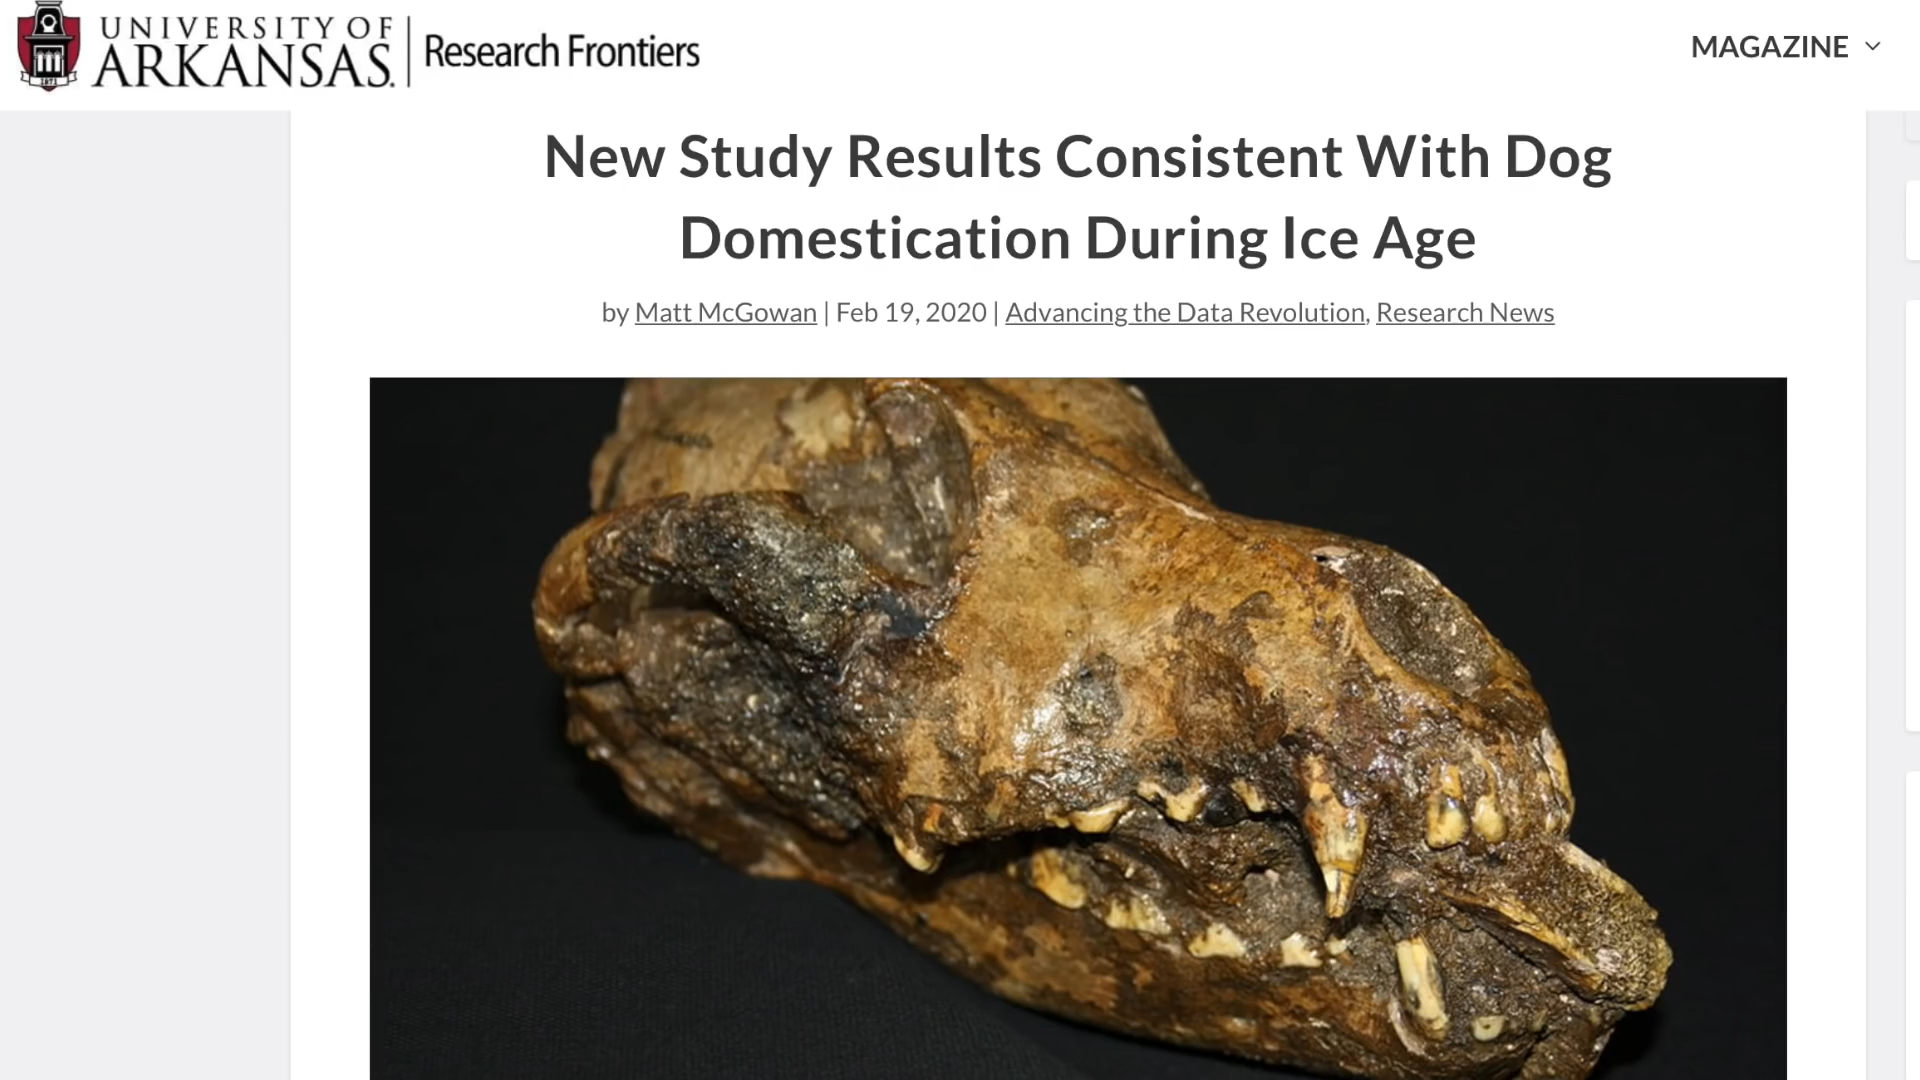 UNIVERSITY OF
ARKANSAS.
Research Frontiers
MAGAZINE
1871
New Study Results Consistent With Dog
Domestication During Ice Age
by Matt McGowan | Feb 19, 2020 | Advancing the Data Revolution, Research News